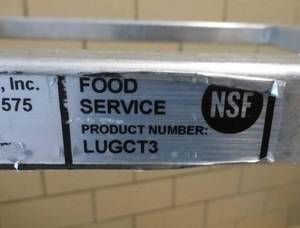 , Inc.
575
FOOD
SERVICE
PRODUCT NUMBER:
LUGCT3
NSF